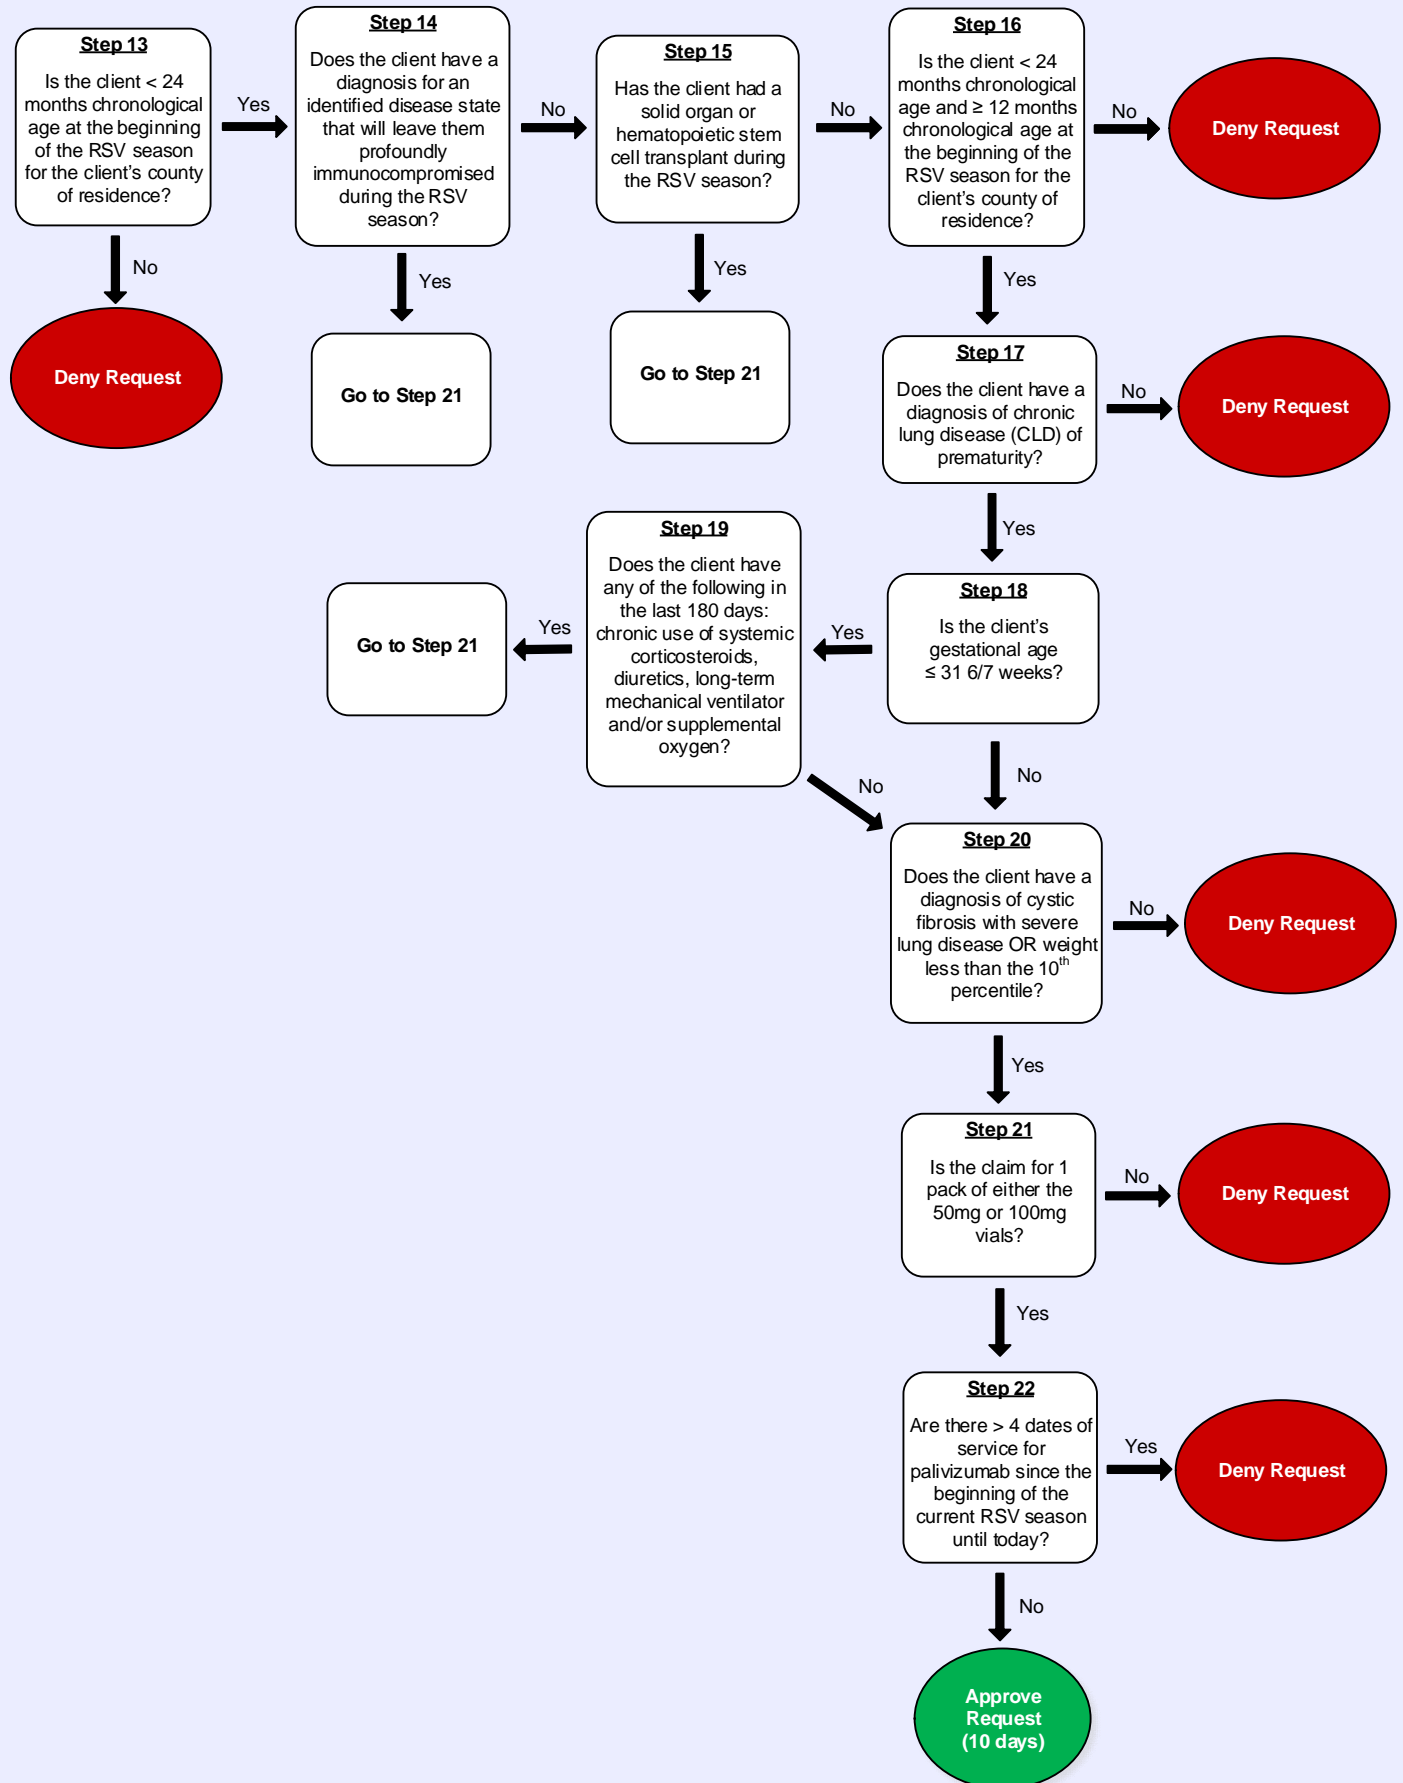 Step 13
Is the client < 24
months chronological
age at the beginning
of the RSV season
for the client's county
of residence?
Yes
No
Deny Request
Step 14
Does the client have a
diagnosis for an
identified disease state
that will leave them
profoundly
immunocompromised
during the RSV
season?
No
Yes
Go to Step 21
Step 15
Has the client had a
solid organ or
hematopoietic stem
cell transplant during
the RSV season?
No
Yes
Go to Step 21
Step 16
Is the client < 24
months chronological
age and ≥ 12 months
chronological age at
the beginning of the
RSV season for the
client's county of
residence?
No
Deny Request
Yes
Step 17
Does the client have a
diagnosis of chronic
lung disease (CLD) of
prematurity?
No
Deny Request
Yes
Step 18
Is the client's
gestational age
≤ 31 6/7 weeks?
Yes
No
Step 19
Does the client have
any of the following in
the last 180 days:
chronic use of systemic
corticosteroids,
diuretics, long-term
mechanical ventilator
and/or supplemental
oxygen?
Yes
Go to Step 21
No
Step 20
Does the client have a
diagnosis of cystic
fibrosis with severe
lung disease OR weight
less than the 10th
percentile?
No
Deny Request
Yes
Step 21
Is the claim for 1
pack of either the
50mg or 100mg
vials?
No
Deny Request
Yes
Step 22
Are there > 4 dates of
service for
palivizumab since the
beginning of the
current RSV season
until today?
Yes
Deny Request
No
Approve
Request
(10 days)